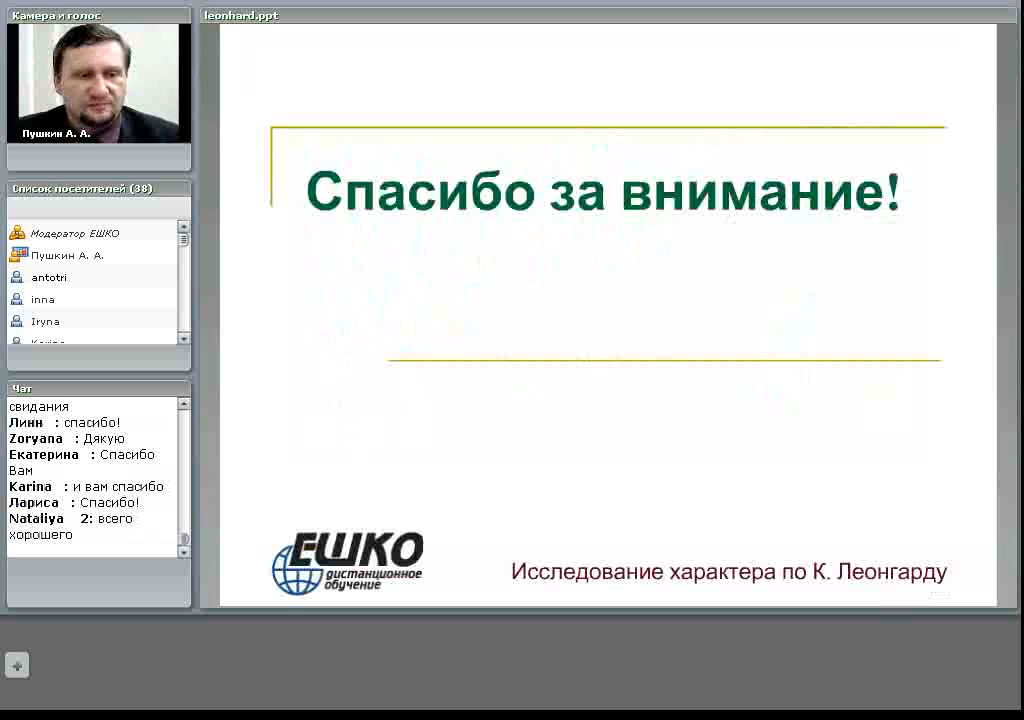 Камера и голос
Пушкин А. А.
Список посетителей (38)
Модератор ЕШКО
Пушкин А. А.
antotri
inna
Iryna
Чат
свидания
Линн : спасибо!
Zoryana : Дякую
Екатерина : Спасибо
Вам
Karina : и вам спасибо
Лариса : Спасибо!
Nataliya 2: всего
хорошего
leonhard.ppt
Спасибо за внимание!
ЕШКО
дистанционное
обучение
Исследование характера по К. Леонгарду